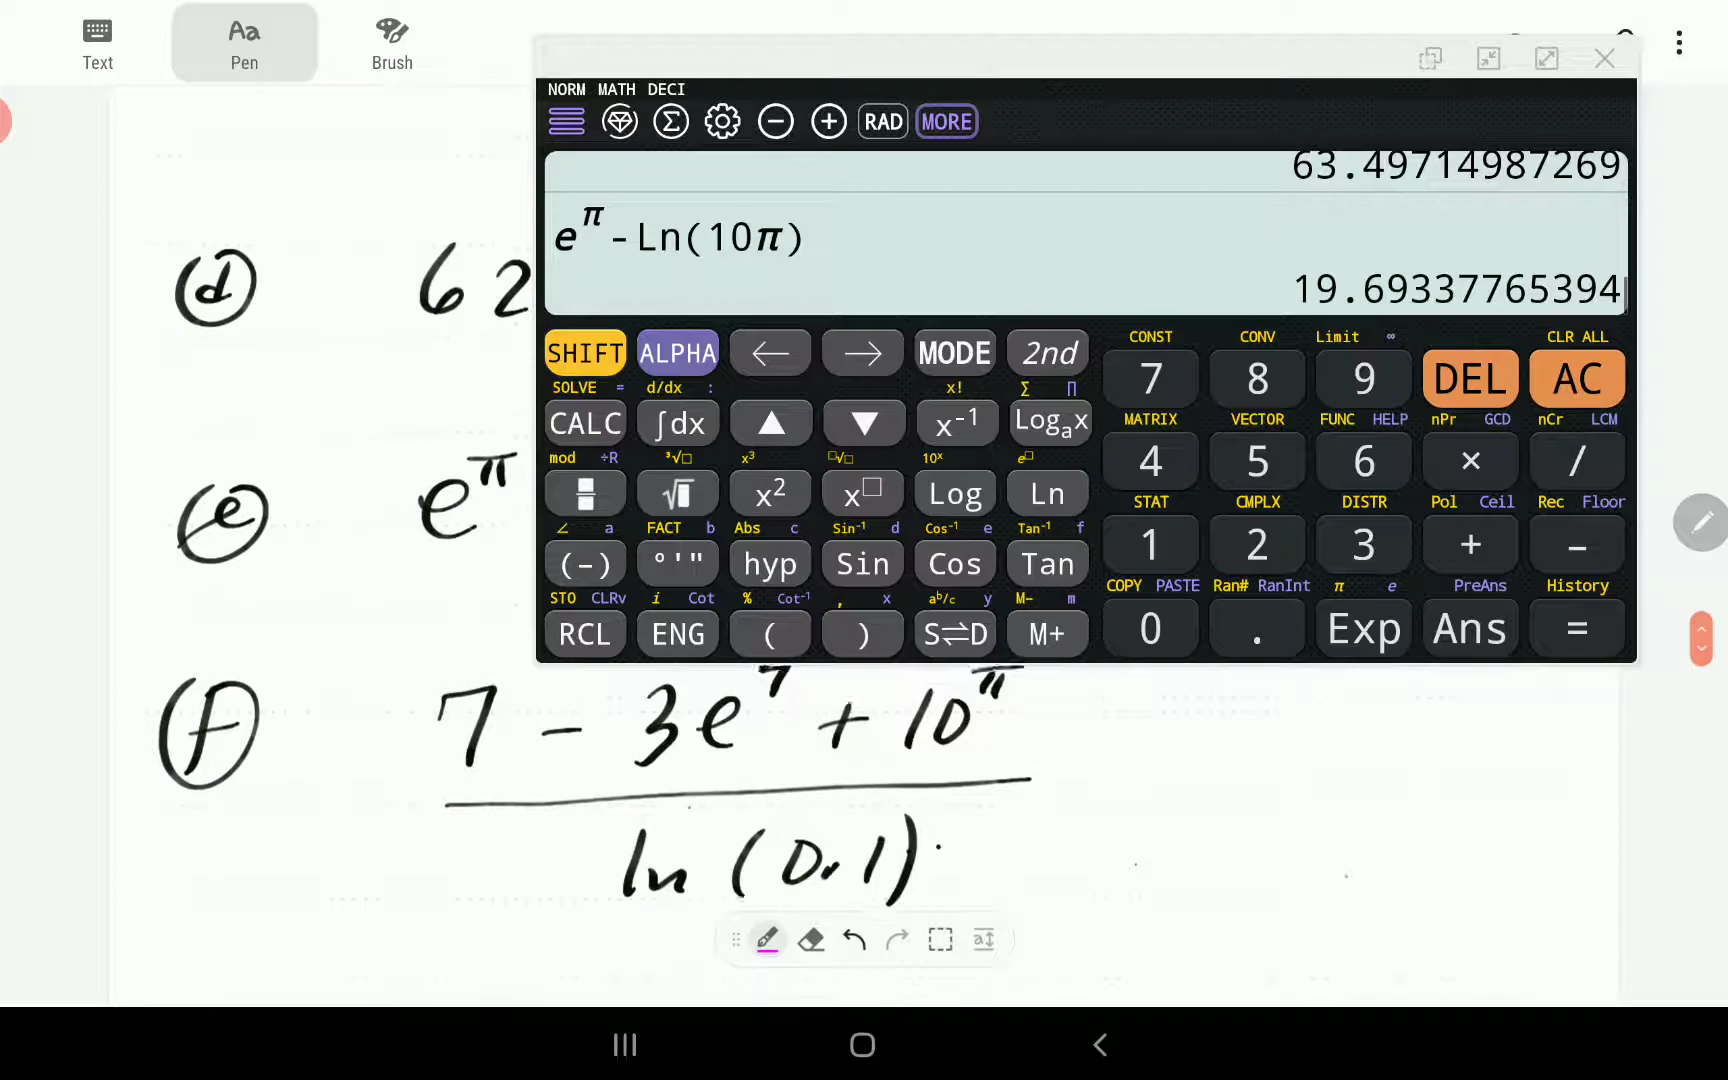 Text Pen Brush
NORM MATH DECI
RAD MORE
63.49714987269
e^π-Ln(10π)
19.69337765394
SHIFT ALPHA ← → MODE 2nd
CONST CONV Limit ∞ CLR ALL
7 8 9 DEL AC
SOLVE = d/dx : x! Σ ∏
CALC ∫dx ▲ ▼ x⁻¹ Logₐx
MATRIX VECTOR FUNC HELP nPr GCD nCr LCM
4 5 6 × /
mod ÷R ³√□ x³ □√□ 10ˣ e□
√ x² x□ Log Ln
STAT CMPLX DISTR Pol Ceil Rec Floor
1 2 3 + -
∠ a FACT b Abs c Sin⁻¹ d Cos⁻¹ e Tan⁻¹ f
(-) °'" hyp Sin Cos Tan
COPY PASTE Ran# RanInt π e PreAns History
0 . Exp Ans =
STO CLRv i Cot % Cot⁻¹ , x aᵇ/c y M- m
RCL ENG ( ) S⇌D M+
(d) 62
(e) e^π
(f) 7 - 3e^7 + 10^π
ln (0.1)